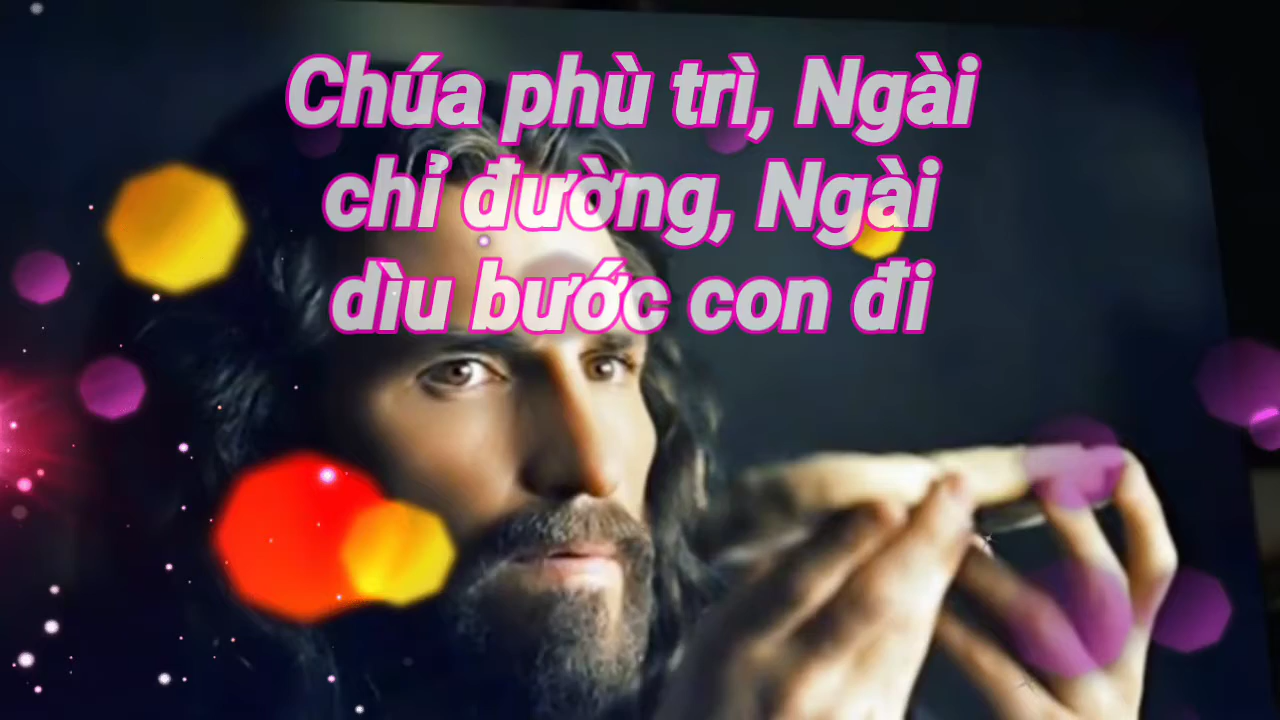 Chúa phù trì, Ngài
chỉ đường, Ngài
dìu bước con đi